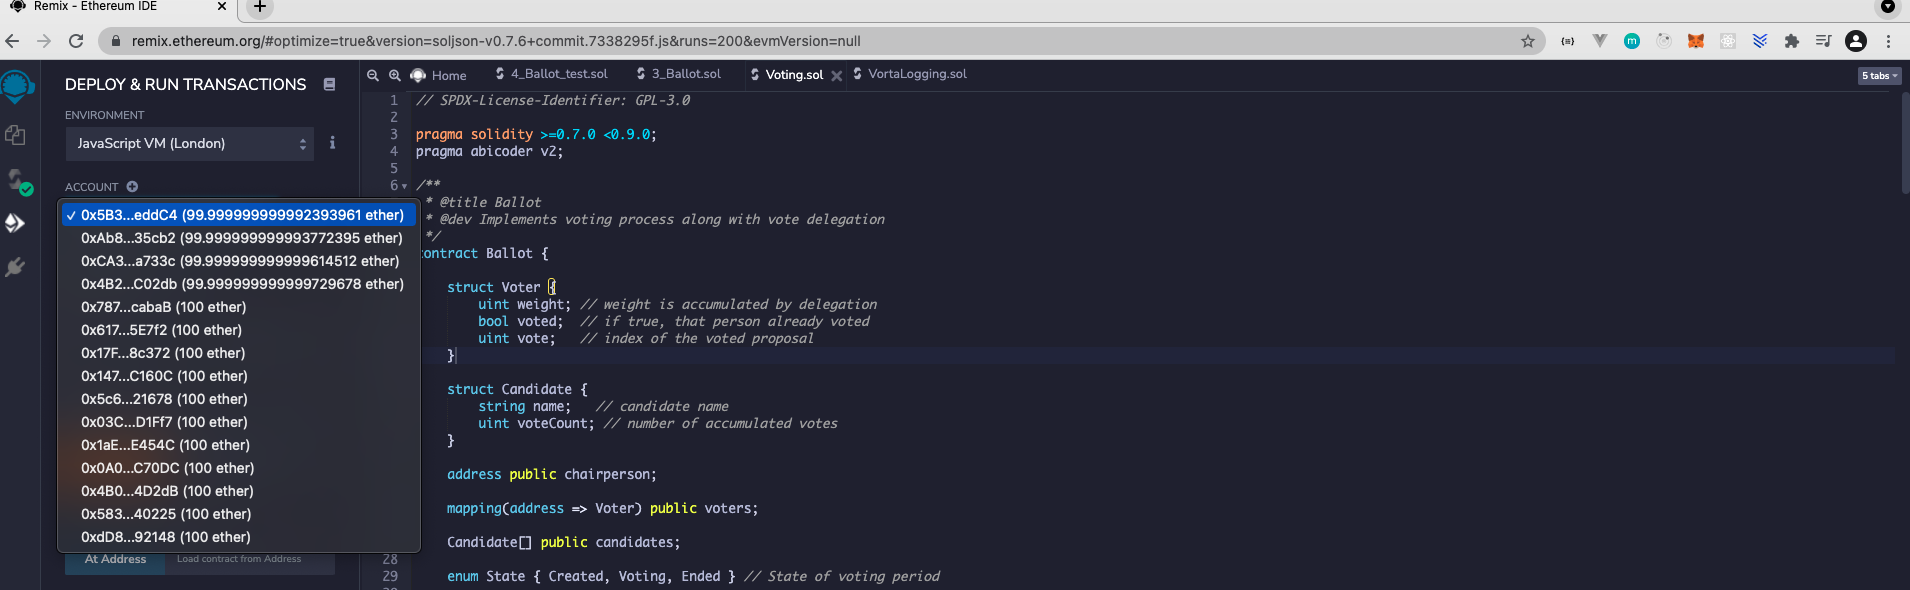 Remix - Ethereum IDE
remix.ethereum.org/#optimize=true&version=soljson-v0.7.6+commit.7338295f.js&runs=200&evmVersion=null
DEPLOY & RUN TRANSACTIONS
ENVIRONMENT
JavaScript VM (London)
i
ACCOUNT
✓ 0x5B3...eddC4 (99.999999999992393961 ether)
0xAb8...35cb2 (99.999999999993772395 ether)
0xCA3...a733c (99.999999999999614512 ether)
0x4B2...C02db (99.999999999999729678 ether)
0x787...cabaB (100 ether)
0x617...5E7f2 (100 ether)
0x17F...8c372 (100 ether)
0x147...C160C (100 ether)
0x5c6...21678 (100 ether)
0x03C...D1Ff7 (100 ether)
0x1aE...E454C (100 ether)
0x0A0...C70DC (100 ether)
0x4B0...4D2dB (100 ether)
0x583...40225 (100 ether)
0xdD8...92148 (100 ether)
At Address Load contract from Address
Home 4_Ballot_test.sol 3_Ballot.sol Voting.sol VortaLogging.sol 5 tabs
1 // SPDX-License-Identifier: GPL-3.0
2
3 pragma solidity >=0.7.0 <0.9.0;
4 pragma abicoder v2;
5
6 /**
* @title Ballot
* @dev Implements voting process along with vote delegation
*/
ontract Ballot {
struct Voter {
uint weight; // weight is accumulated by delegation
bool voted; // if true, that person already voted
uint vote; // index of the voted proposal
}
struct Candidate {
string name; // candidate name
uint voteCount; // number of accumulated votes
}
address public chairperson;
mapping(address => Voter) public voters;
Candidate[] public candidates;
28
29 enum State { Created, Voting, Ended } // State of voting period